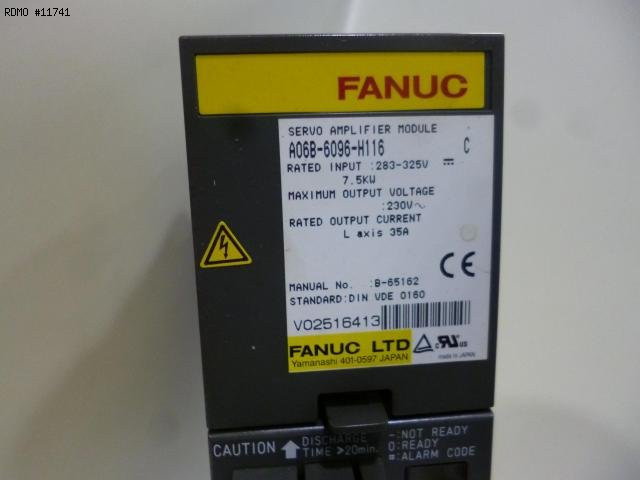 RDMO #11741
FANUC
SERVO AMPLIFIER MODULE
A06B-6096-H116 C
RATED INPUT :283-325V
7.5KW
MAXIMUM OUTPUT VOLTAGE
:230V~
RATED OUTPUT CURRENT
L axis 35A
CE
MANUAL No. :B-65162
STANDARD:DIN VDE 0160
V02516413
FANUC LTD
Yamanashi 401-0597 JAPAN
c us
made in JAPAN
CAUTION DISCHARGE TIME >20min.
-:NOT READY
0:READY
#:ALARM CODE